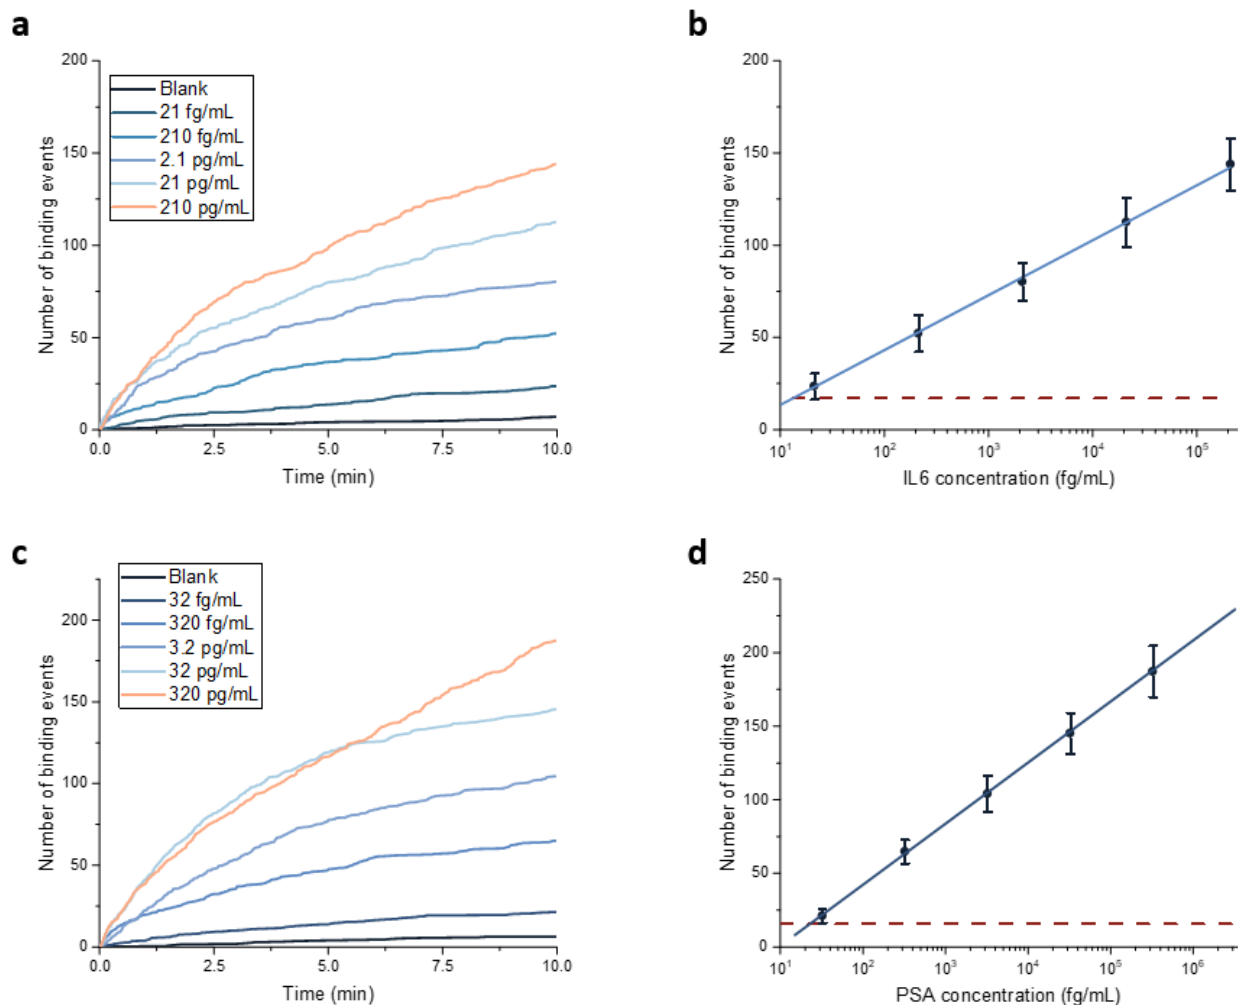 a
200
150
100
50
0
Number of binding events
Blank
21 fg/mL
210 fg/mL
2.1 pg/mL
21 pg/mL
210 pg/mL
0.0 2.5 5.0 7.5 10.0
Time (min)
b
200
150
100
50
0
Number of binding events
10¹ 10² 10³ 10⁴ 10⁵
IL6 concentration (fg/mL)
c
200
150
100
50
0
Number of binding events
Blank
32 fg/mL
320 fg/mL
3.2 pg/mL
32 pg/mL
320 pg/mL
0.0 2.5 5.0 7.5 10.0
Time (min)
d
250
200
150
100
50
0
Number of binding events
10¹ 10² 10³ 10⁴ 10⁵ 10⁶
PSA concentration (fg/mL)